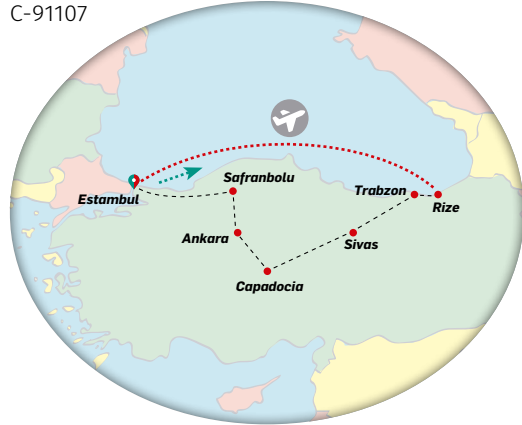 C-91107
Safranbolu
Estambul
Trabzon
Rize
Ankara
Sivas
Capadocia